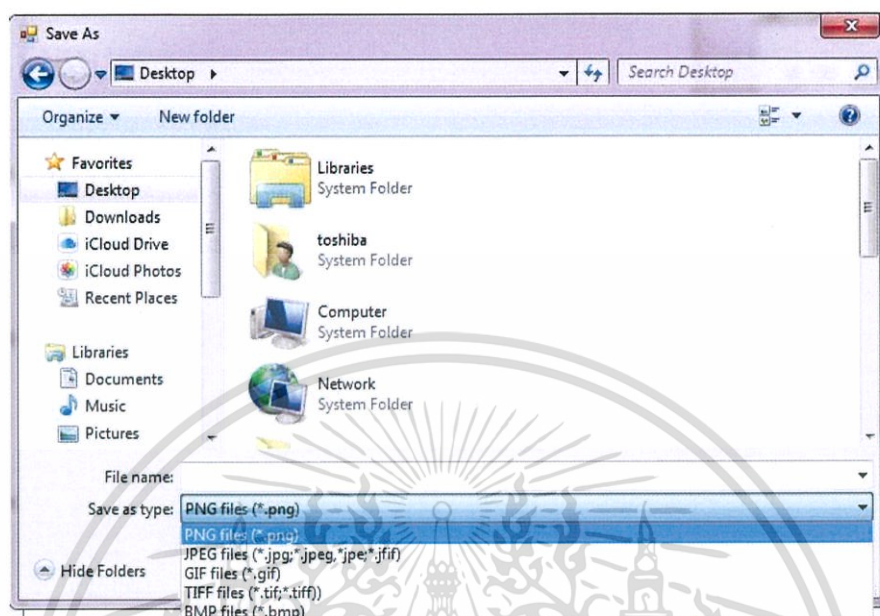 Save As
Desktop
Search Desktop
Organize
New folder
Favorites
Desktop
Downloads
iCloud Drive
iCloud Photos
Recent Places
Libraries
Documents
Music
Pictures
Libraries
System Folder
toshiba
System Folder
Computer
System Folder
Network
System Folder
File name:
Save as type: PNG files (*.png)
PNG files (*.png)
JPEG files (*.jpg;*.jpeg,*jpe;*.jfif)
GIF files (*.gif)
TIFF files (*.tif;*.tiff))
BMP files (*.bmp)
Hide Folders